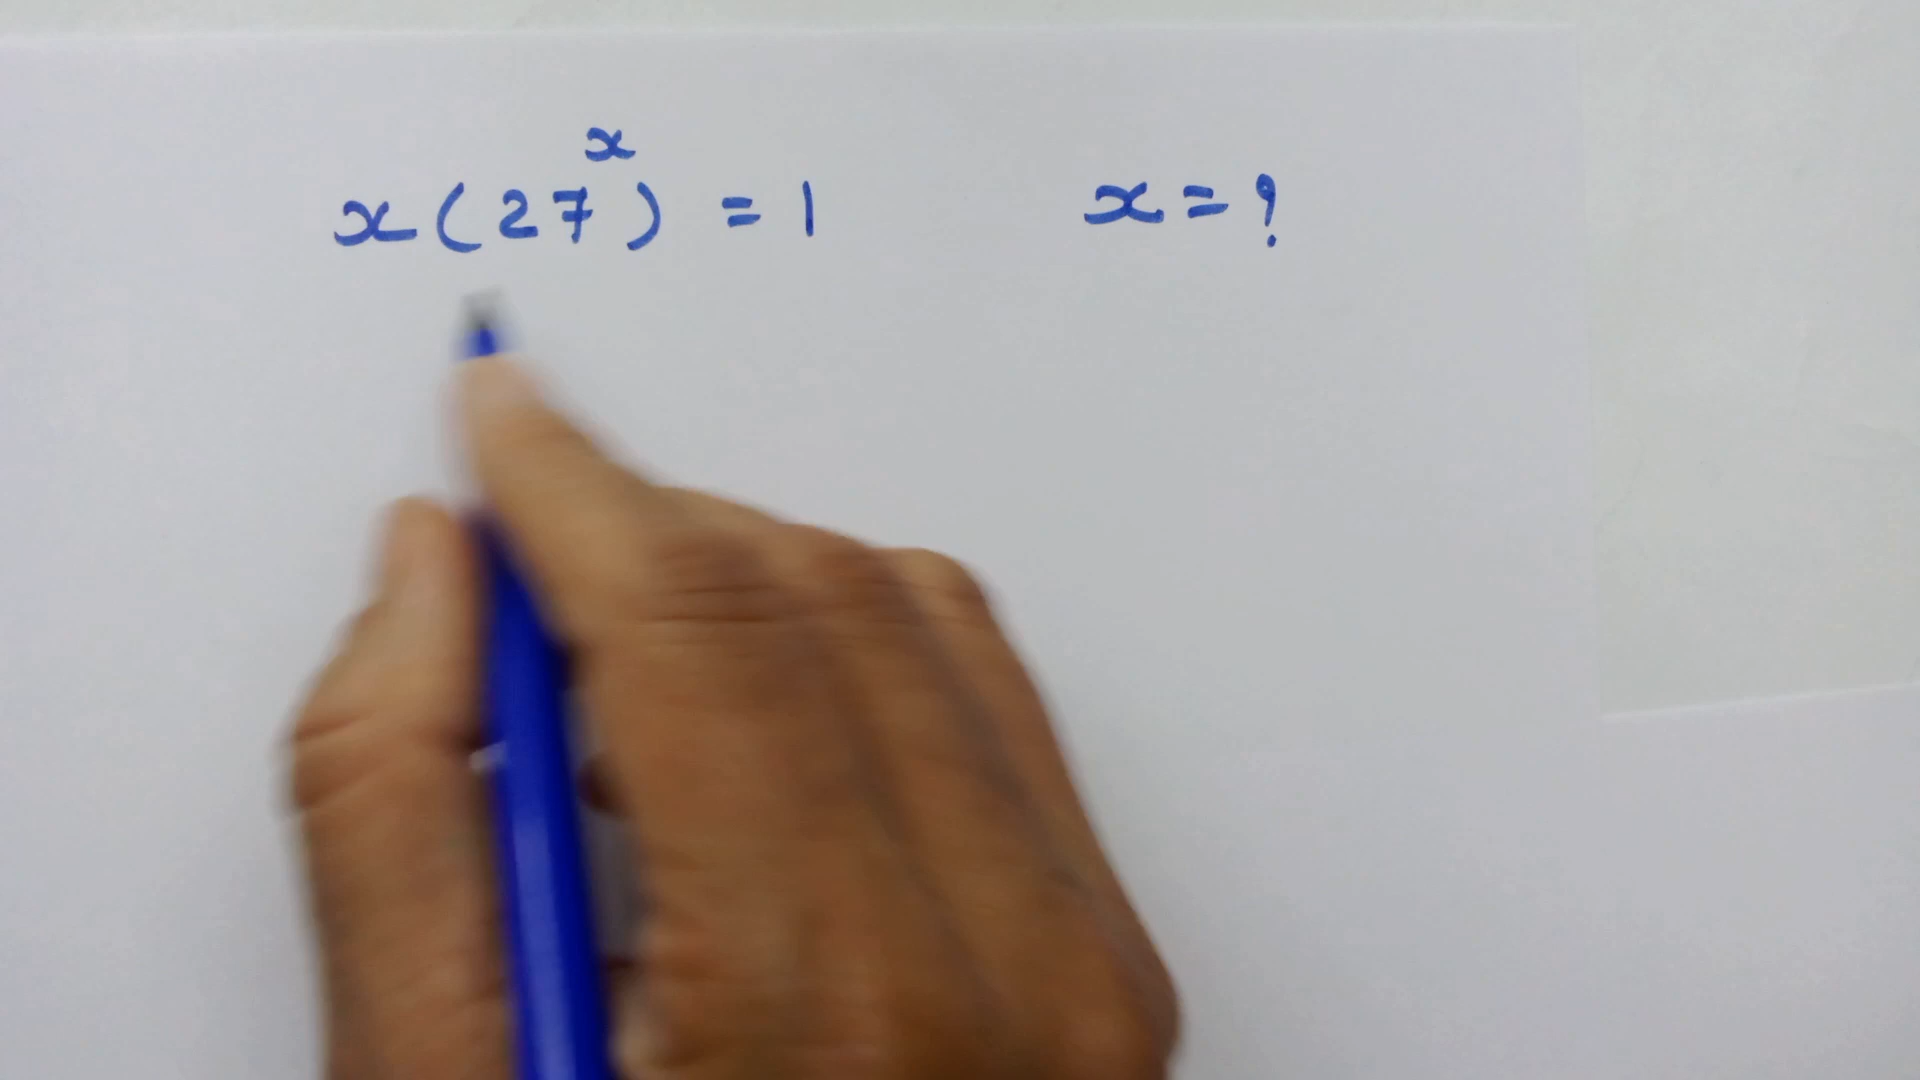 x(27^x) = 1 x = ?